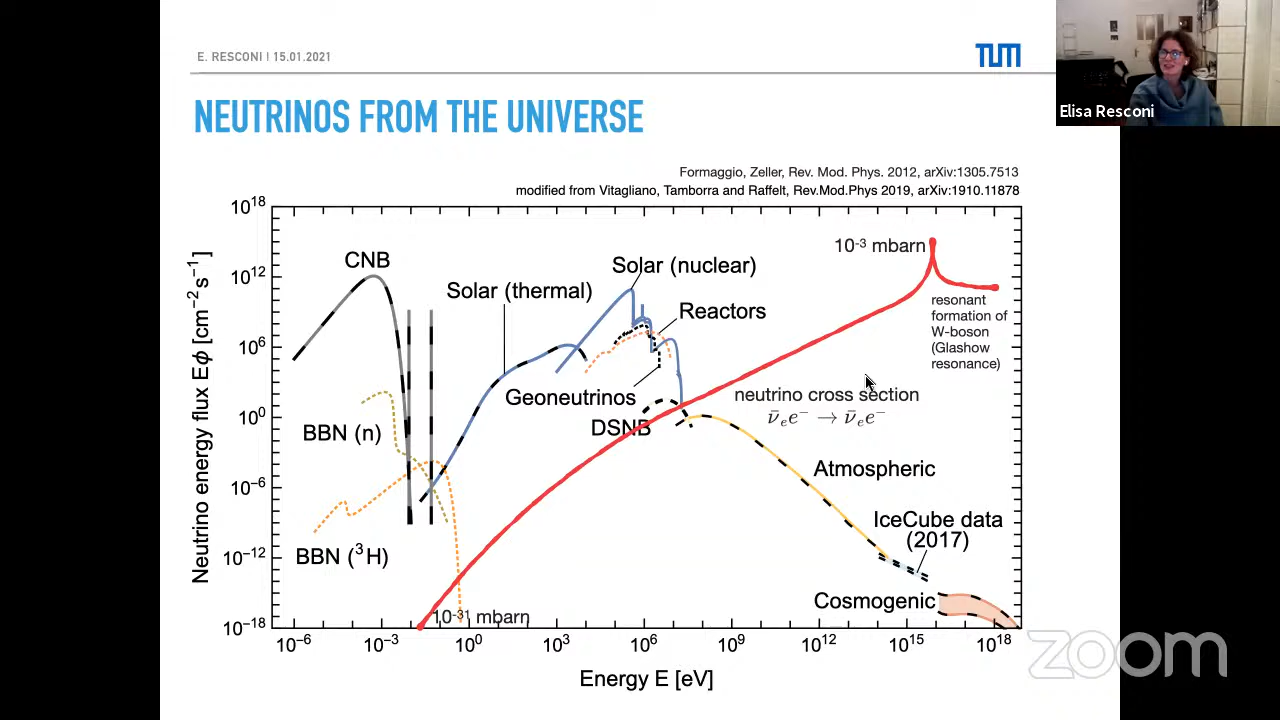 E. RESCONI I 15.01.2021
TUM
NEUTRINOS FROM THE UNIVERSE
Elisa Resconi
Formaggio, Zeller, Rev. Mod. Phys. 2012, arXiv:1305.7513
modified from Vitagliano, Tamborra and Raffelt, Rev.Mod.Phys 2019, arXiv:1910.11878
Neutrino energy flux Eϕ [cm⁻² s⁻¹]
10¹⁸
10¹²
10⁶
10⁰
10⁻⁶
10⁻¹²
10⁻¹⁸
CNB
Solar (thermal)
Solar (nuclear)
Reactors
Geoneutrinos
DSNB
BBN (n)
BBN (³H)
10⁻³ mbarn
resonant
formation of
W-boson
(Glashow
resonance)
neutrino cross section
ν̄ₑe⁻ → ν̄ₑe⁻
Atmospheric
IceCube data
(2017)
Cosmogenic
10⁻³¹ mbarn
10⁻⁶ 10⁻³ 10⁰ 10³ 10⁶ 10⁹ 10¹² 10¹⁵ 10¹⁸
Energy E [eV]
zoom